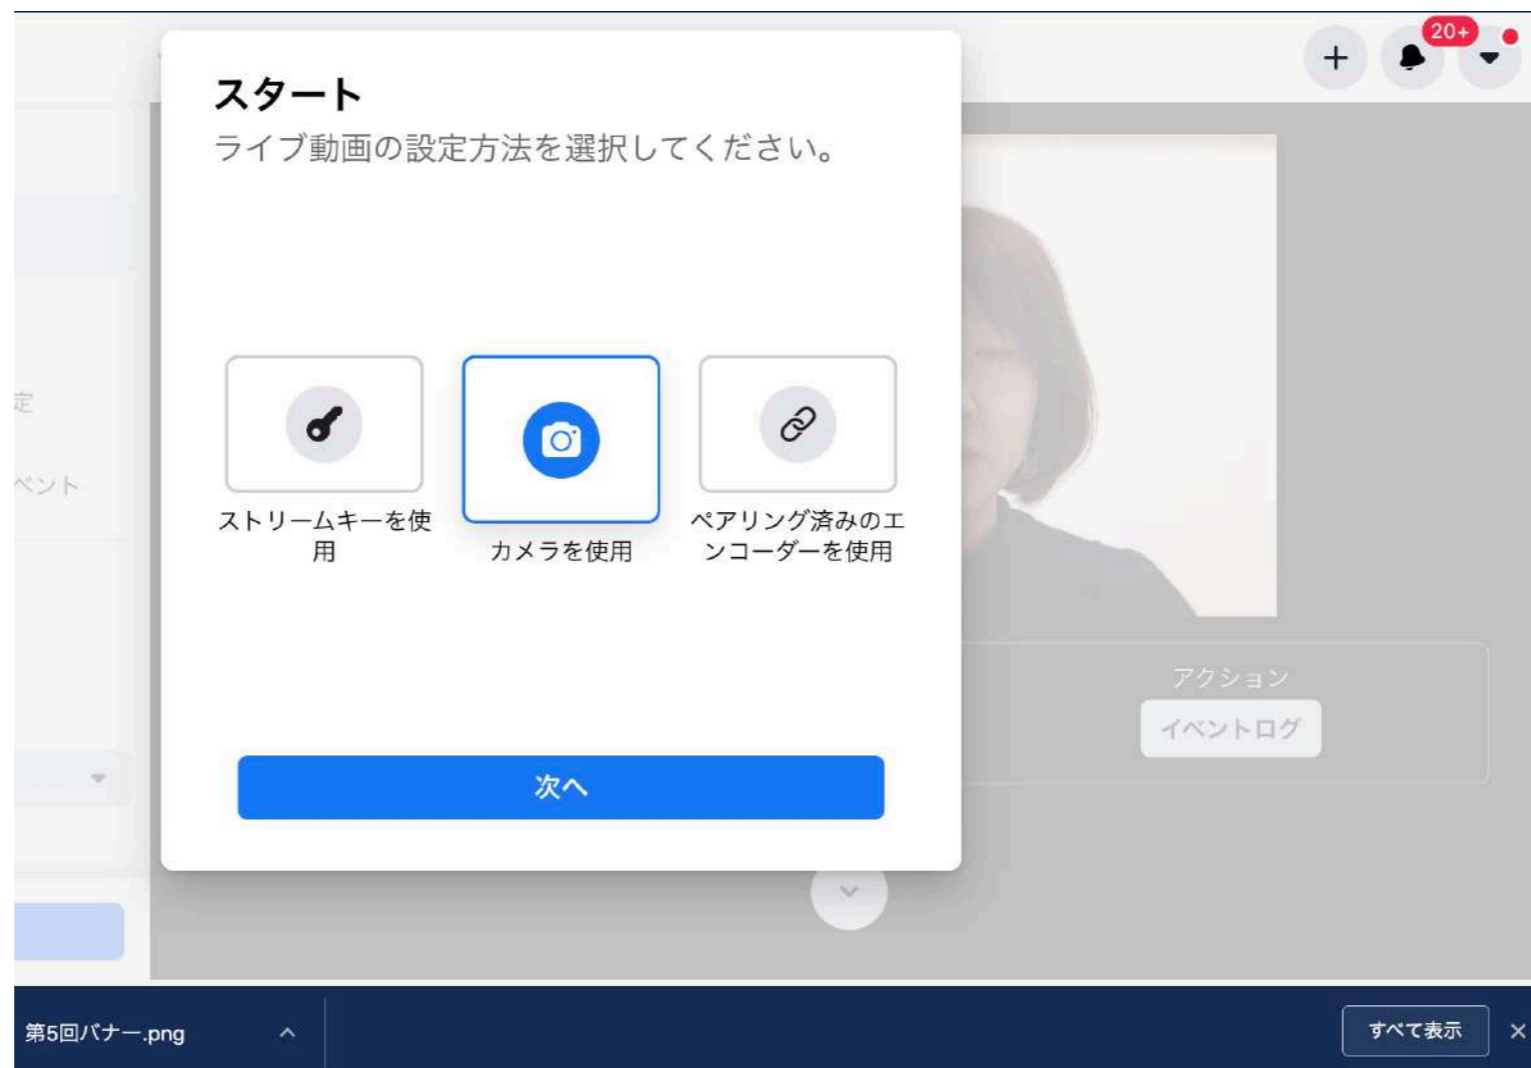 20+
スタート
ライブ動画の設定方法を選択してください。
定
ベント
ストリームキーを使
用
カメラを使用
ペアリング済みのエ
ンコーダーを使用
アクション
イベントログ
次へ
第5回バナー.png
すべて表示